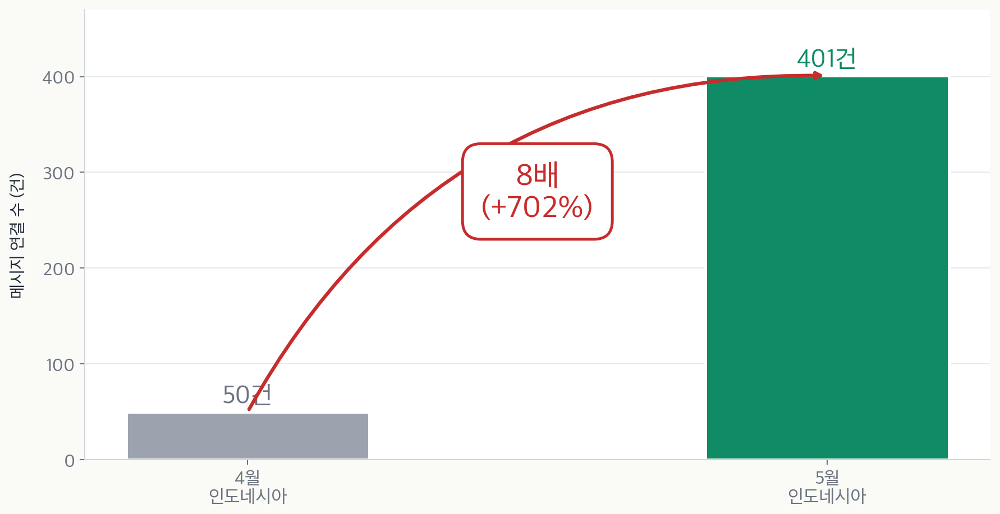 메시지 연결 수 (건)
400
300
200
100
0
50건
401건
8배
(+702%)
4월
인도네시아
5월
인도네시아